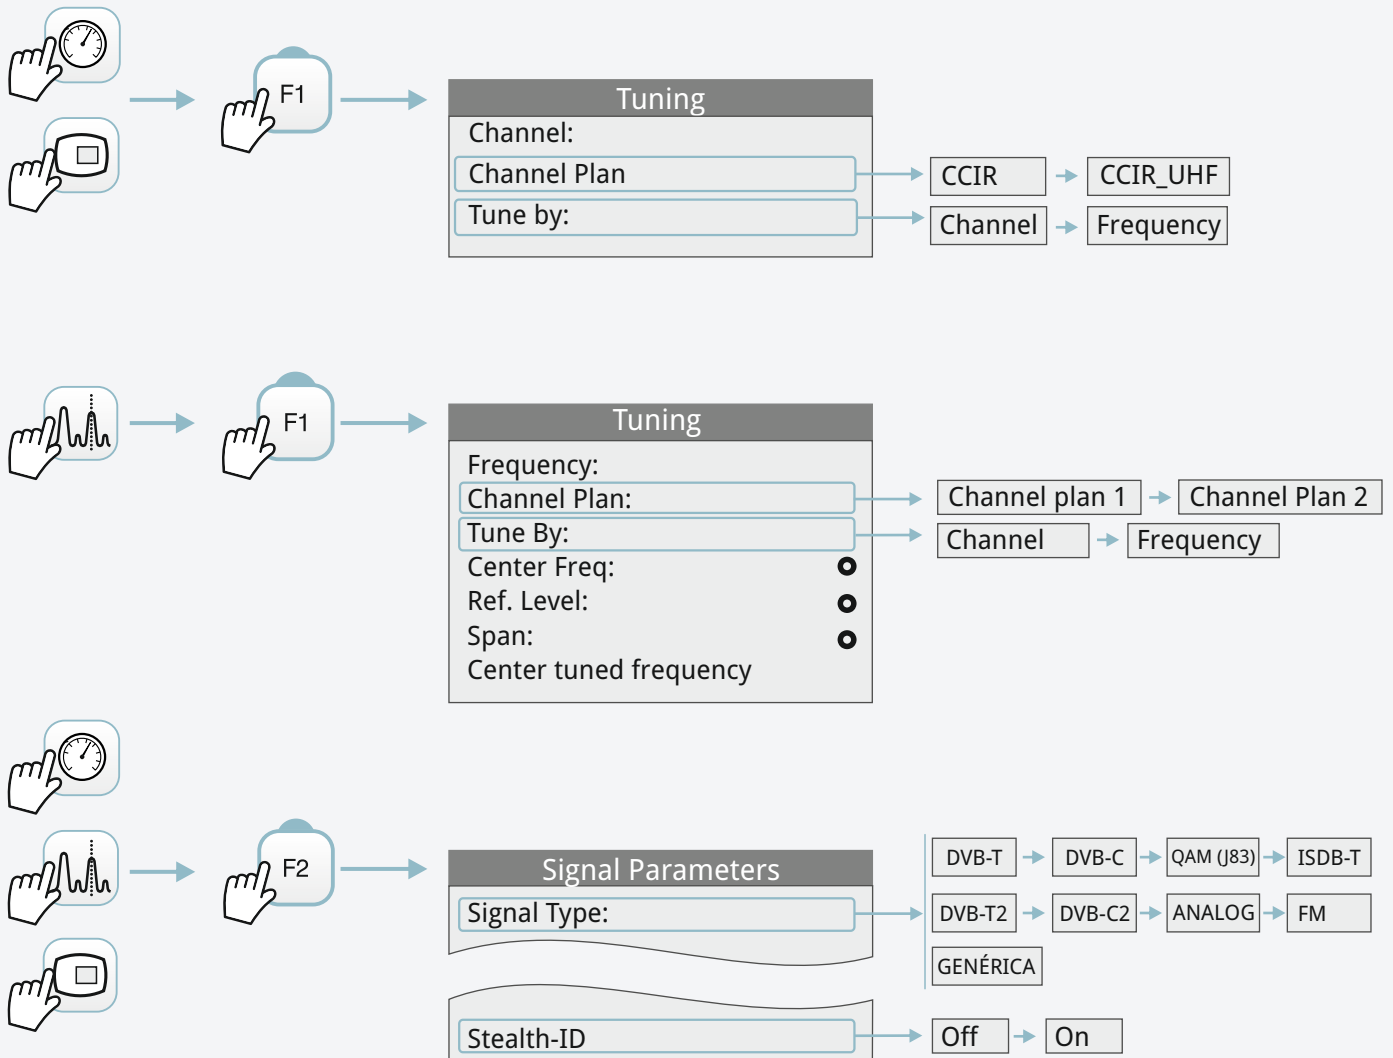 F1
Tuning
Channel:
Channel Plan
CCIR
CCIR_UHF
Tune by:
Channel
Frequency
F1
Tuning
Frequency:
Channel Plan:
Channel plan 1
Channel Plan 2
Tune By:
Channel
Frequency
Center Freq:
Ref. Level:
Span:
Center tuned frequency
F2
Signal Parameters
Signal Type:
DVB-T
DVB-C
QAM (J83)
ISDB-T
DVB-T2
DVB-C2
ANALOG
FM
GENÉRICA
Stealth-ID
Off
On